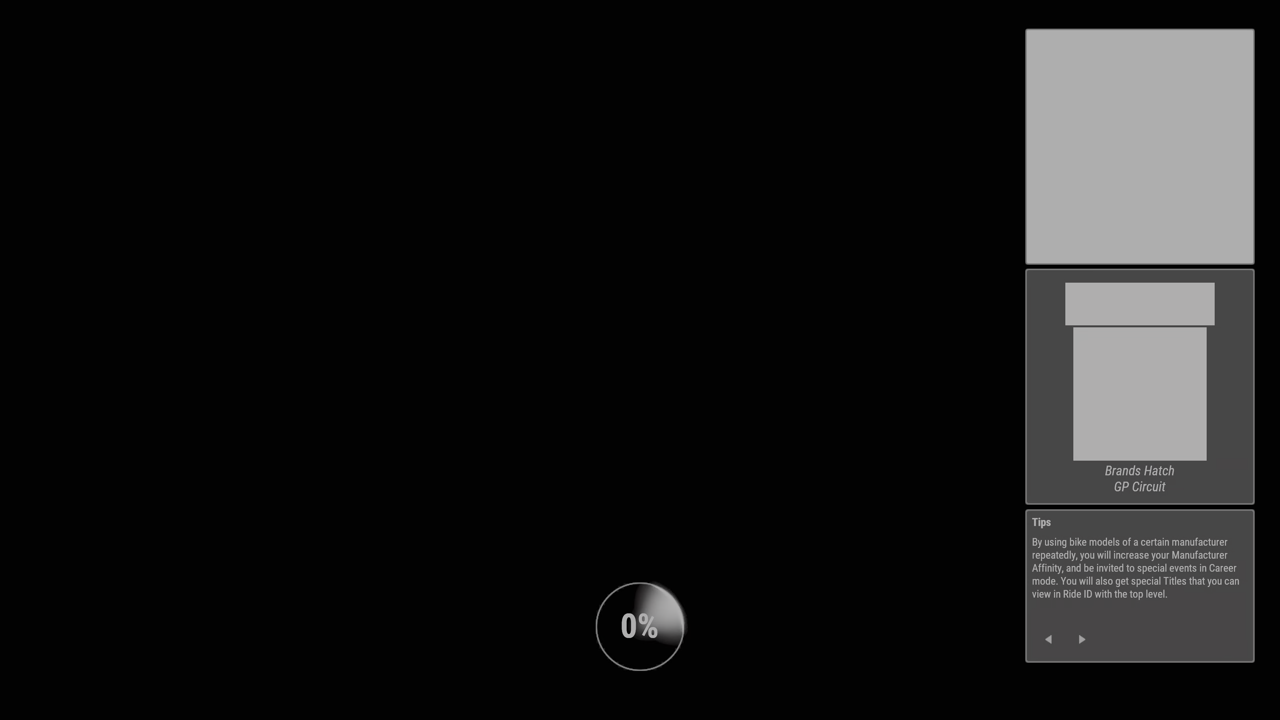 Brands Hatch
GP Circuit
Tips
By using bike models of a certain manufacturer
repeatedly, you will increase your Manufacturer
Affinity, and be invited to special events in Career
mode. You will also get special Titles that you can
view in Ride ID with the top level.
0%